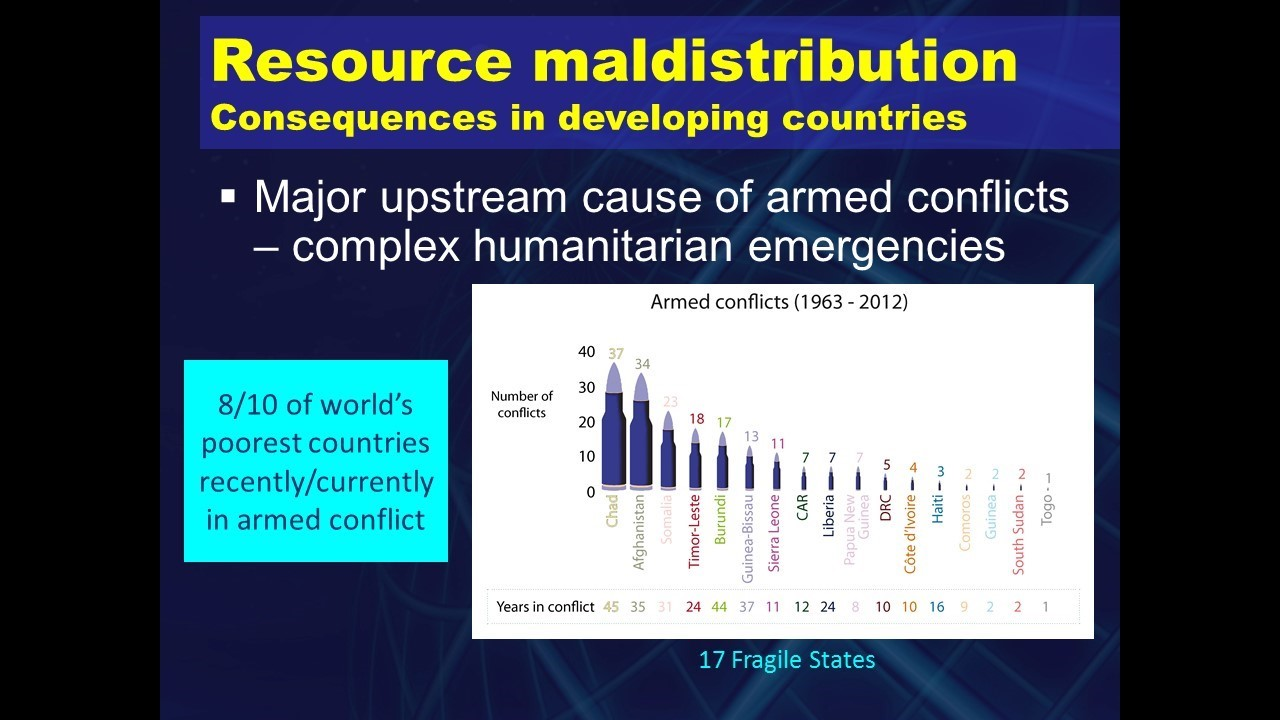 Resource maldistribution
Consequences in developing countries
▪ Major upstream cause of armed conflicts
– complex humanitarian emergencies
8/10 of world’s
poorest countries
recently/currently
in armed conflict
Armed conflicts (1963 - 2012)
Number of
conflicts
40
30
20
10
0
37 34 23 18 17 13 11 7 7 7 5 4 3 2 2 2 1
Chad
Afghanistan
Somalia
Timor-Leste
Burundi
Guinea-Bissau
Sierra Leone
CAR
Liberia
Papua New
Guinea
DRC
Côte d’Ivoire
Haiti
Comoros
Guinea
South Sudan
Togo
Years in conflict 45 35 31 24 44 37 11 12 24 8 10 10 16 9 2 2 1
17 Fragile States